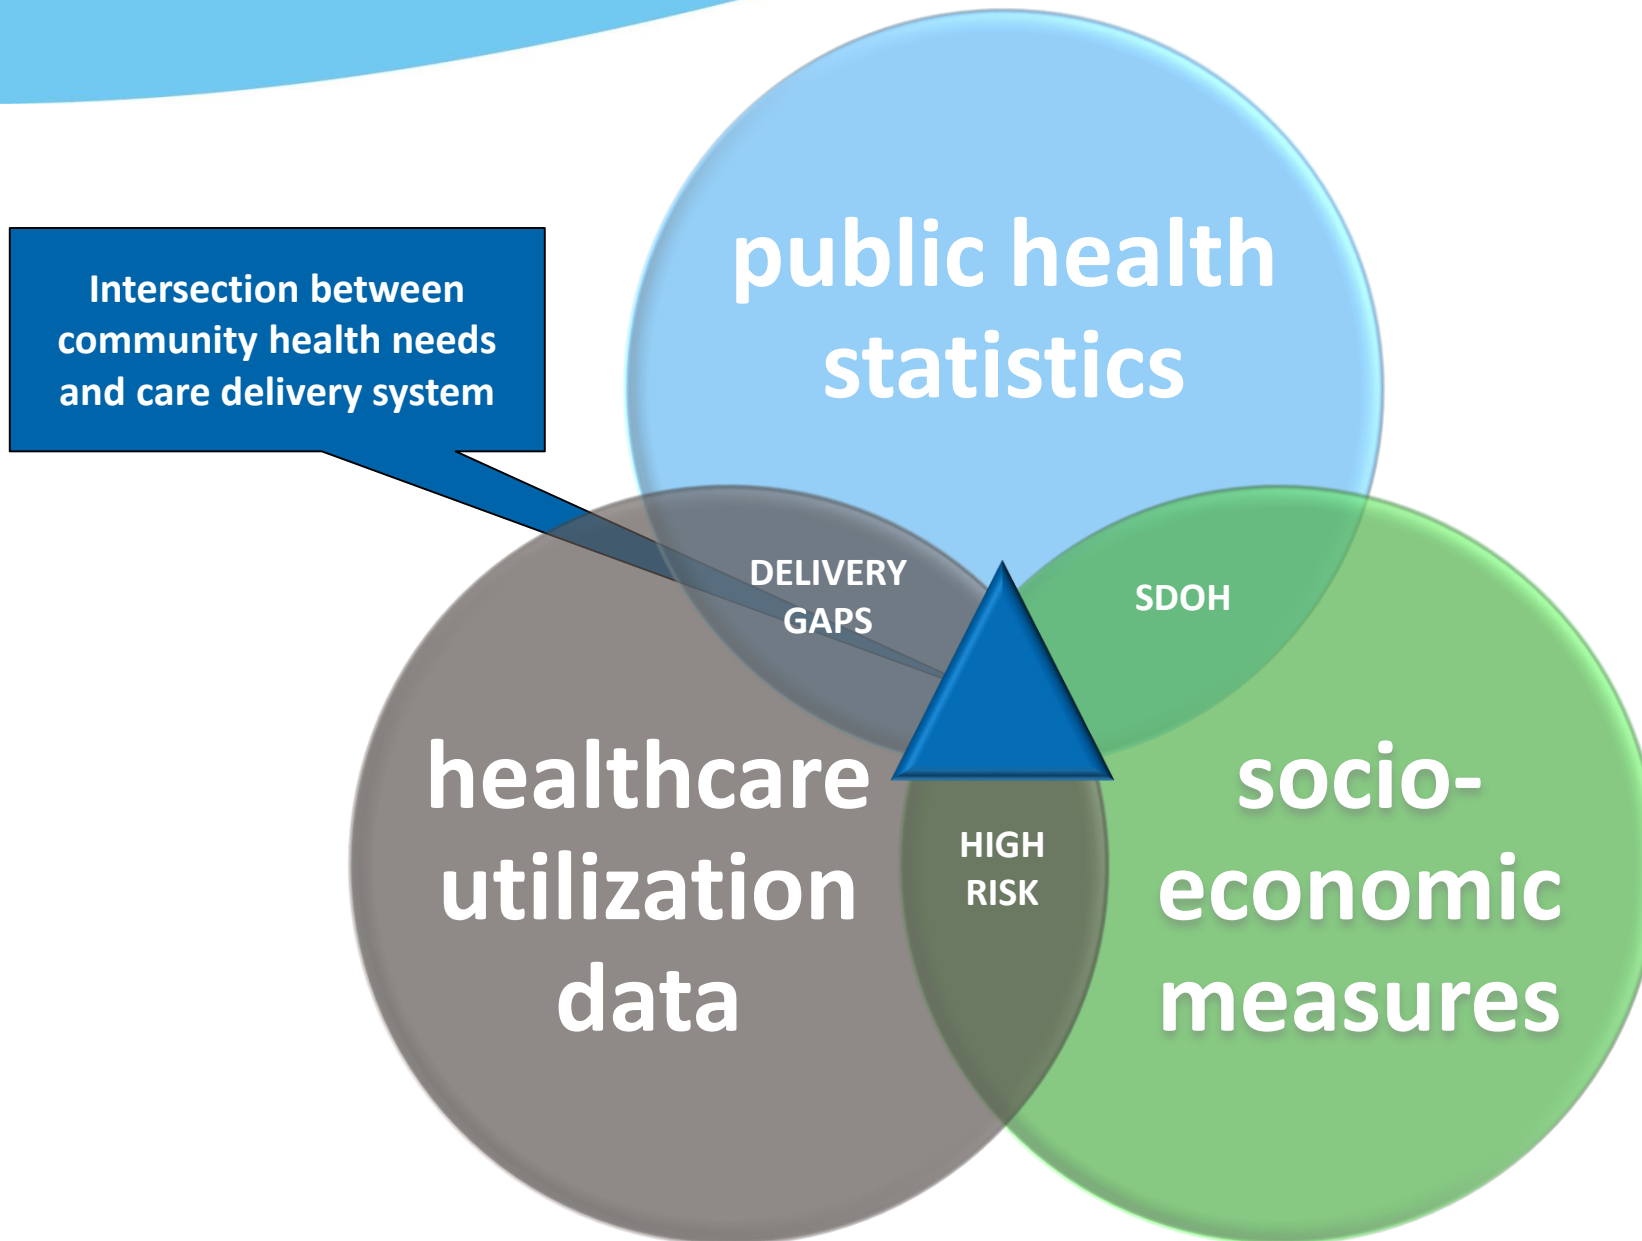 public health
statistics
Intersection between
community health needs
and care delivery system
DELIVERY
GAPS
SDOH
healthcare
utilization
data
HIGH
RISK
socio-
economic
measures